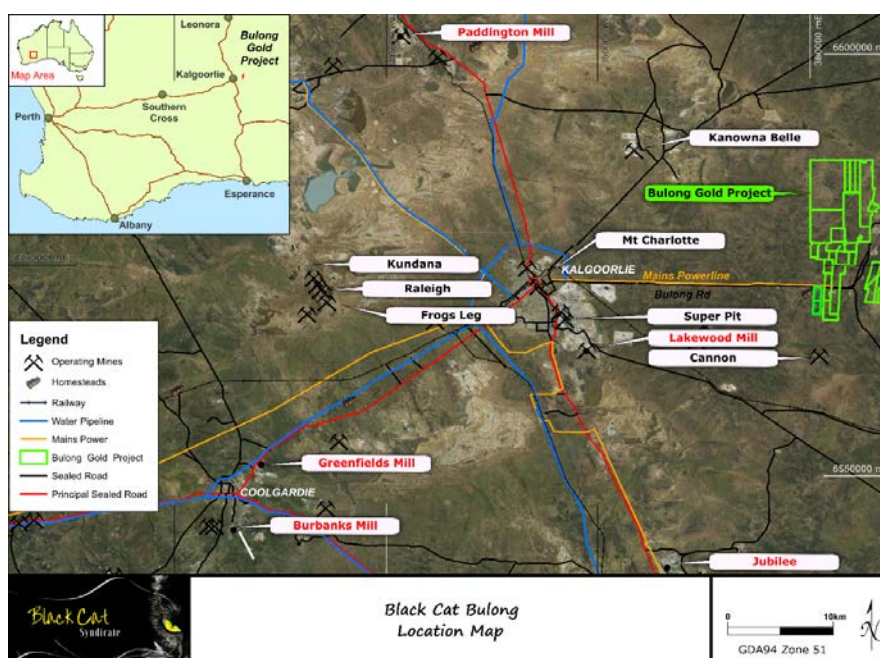 Leonora
Bulong
Gold
Project
Kalgoorlie
Map Area
Southern
Cross
Perth
Esperance
Albany
Paddington Mill
380000 mE
6600000 m
Kanowna Belle
Bulong Gold Project
Mt Charlotte
KALGOORLIE
Kundana
Mains Powerline
Raleigh
Bulong Rd
Frogs Leg
Super Pit
Lakewood Mill
Cannon
Legend
Operating Mines
Homesteads
Railway
Water Pipeline
Mains Power
Bulong Gold Project
Sealed Road
Principal Sealed Road
6550000 m
Greenfields Mill
COOLGARDIE
Burbanks Mill
Jubilee
Black Cat
Syndicate
Black Cat Bulong
Location Map
0 10km
GDA94 Zone 51
N